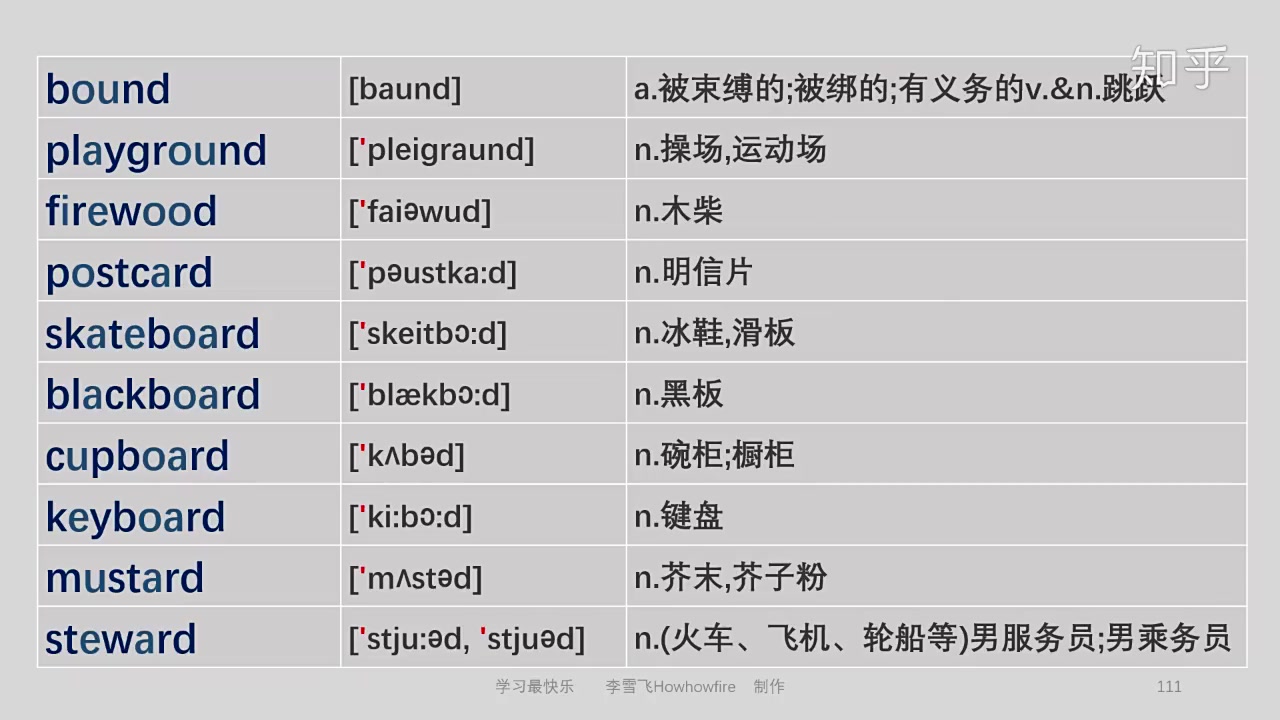 知乎
bound [baund] a.被束缚的;被绑的;有义务的v.&n.跳跃
playground ['pleigraund] n.操场,运动场
firewood ['faiəwud] n.木柴
postcard ['pəustka:d] n.明信片
skateboard ['skeitbɔ:d] n.冰鞋,滑板
blackboard ['blækbɔ:d] n.黑板
cupboard ['kʌbəd] n.碗柜;橱柜
keyboard ['ki:bɔ:d] n.键盘
mustard ['mʌstəd] n.芥末,芥子粉
steward ['stju:əd, 'stjuəd] n.(火车、飞机、轮船等)男服务员;男乘务员
学习最快乐 李雪飞Howhowfire 制作 111